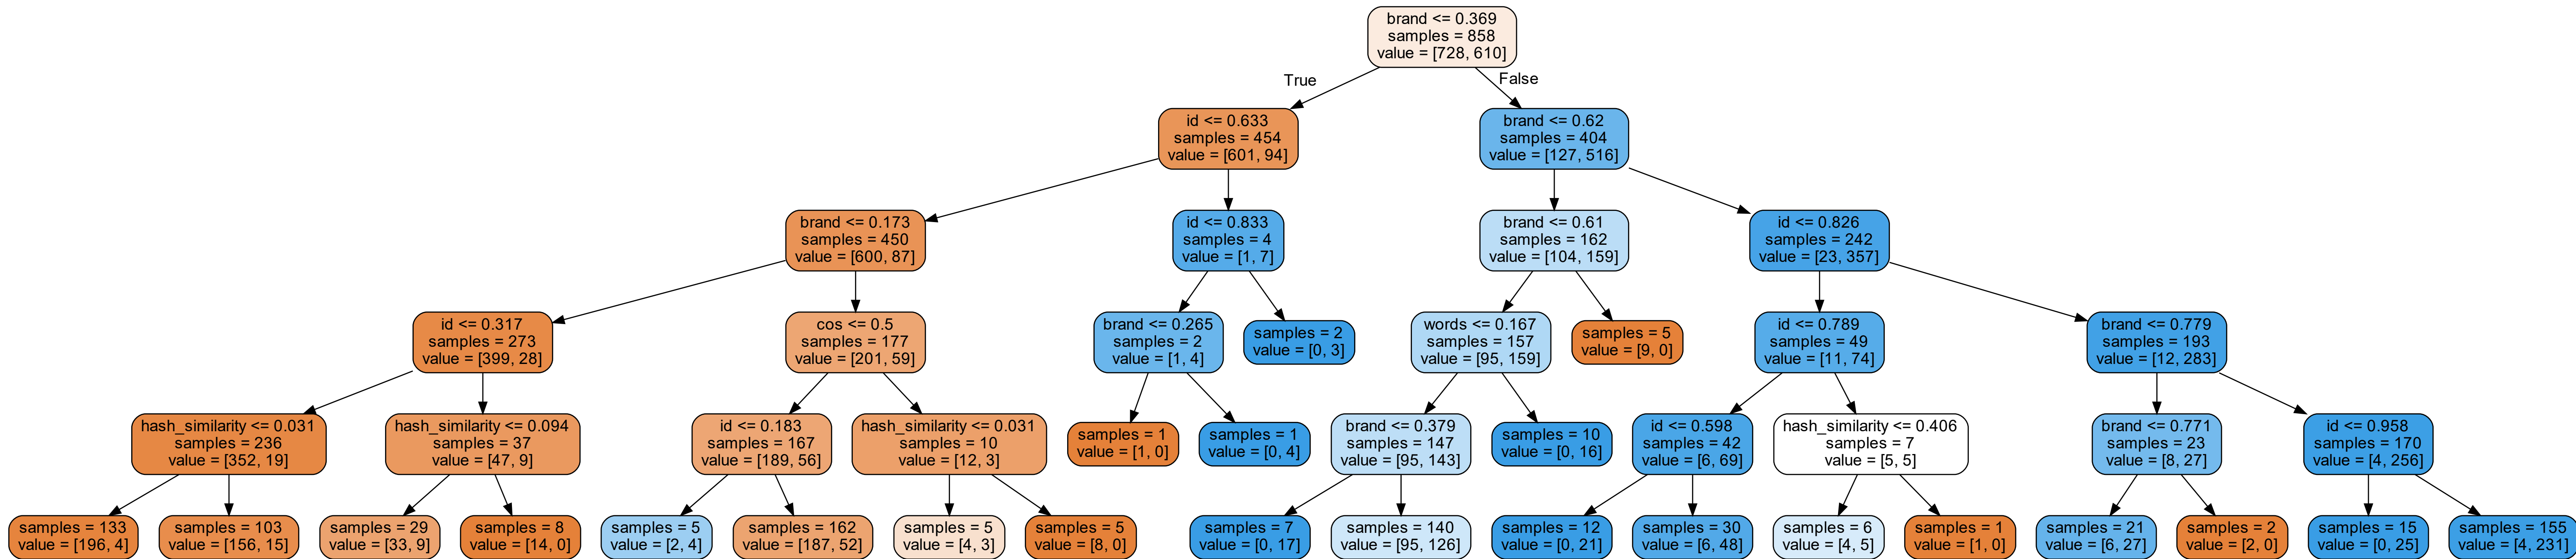 brand <= 0.369
samples = 858
value = [728, 610]
True
False
id <= 0.633
samples = 454
value = [601, 94]
brand <= 0.62
samples = 404
value = [127, 516]
brand <= 0.173
samples = 450
value = [600, 87]
id <= 0.833
samples = 4
value = [1, 7]
brand <= 0.61
samples = 162
value = [104, 159]
id <= 0.826
samples = 242
value = [23, 357]
id <= 0.317
samples = 273
value = [399, 28]
cos <= 0.5
samples = 177
value = [201, 59]
brand <= 0.265
samples = 2
value = [1, 4]
samples = 2
value = [0, 3]
words <= 0.167
samples = 157
value = [95, 159]
samples = 5
value = [9, 0]
id <= 0.789
samples = 49
value = [11, 74]
brand <= 0.779
samples = 193
value = [12, 283]
hash_similarity <= 0.031
samples = 236
value = [352, 19]
hash_similarity <= 0.094
samples = 37
value = [47, 9]
id <= 0.183
samples = 167
value = [189, 56]
hash_similarity <= 0.031
samples = 10
value = [12, 3]
samples = 1
value = [1, 0]
samples = 1
value = [0, 4]
brand <= 0.379
samples = 147
value = [95, 143]
samples = 10
value = [0, 16]
id <= 0.598
samples = 42
value = [6, 69]
hash_similarity <= 0.406
samples = 7
value = [5, 5]
brand <= 0.771
samples = 23
value = [8, 27]
id <= 0.958
samples = 170
value = [4, 256]
samples = 133
value = [196, 4]
samples = 103
value = [156, 15]
samples = 29
value = [33, 9]
samples = 8
value = [14, 0]
samples = 5
value = [2, 4]
samples = 162
value = [187, 52]
samples = 5
value = [4, 3]
samples = 5
value = [8, 0]
samples = 7
value = [0, 17]
samples = 140
value = [95, 126]
samples = 12
value = [0, 21]
samples = 30
value = [6, 48]
samples = 6
value = [4, 5]
samples = 1
value = [1, 0]
samples = 21
value = [6, 27]
samples = 2
value = [2, 0]
samples = 15
value = [0, 25]
samples = 155
value = [4, 231]